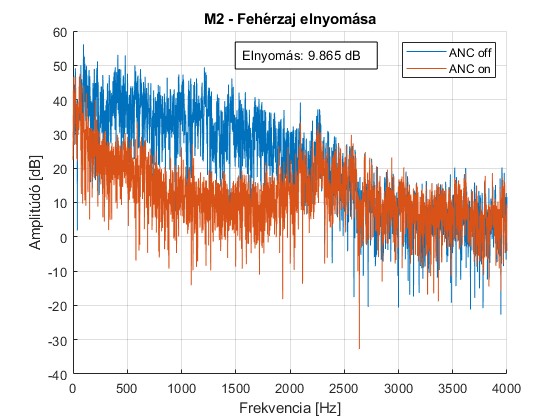 M2 - Fehérzaj elnyomása
Elnyomás: 9.865 dB
ANC off
ANC on
Amplitúdó [dB]
60
50
40
30
20
10
0
-10
-20
-30
-40
0 500 1000 1500 2000 2500 3000 3500 4000
Frekvencia [Hz]